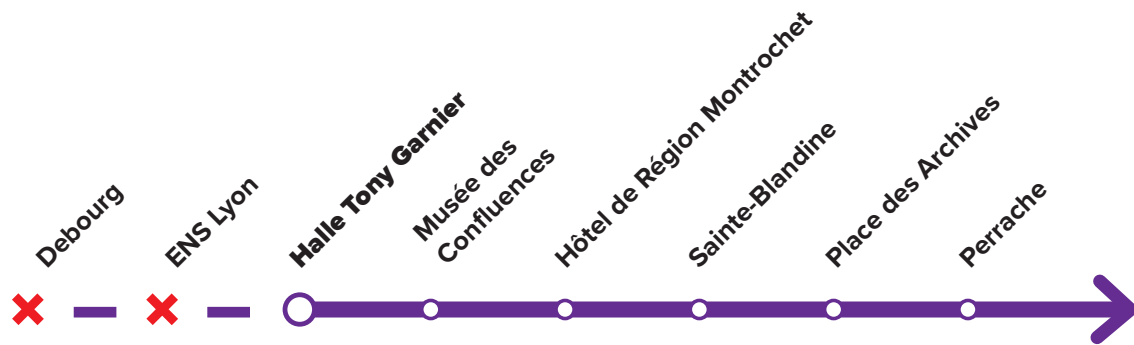 Debourg
ENS Lyon
Halle Tony Garnier
Musée des
Confluences
Hôtel de Région Montrochet
Sainte-Blandine
Place des Archives
Perrache